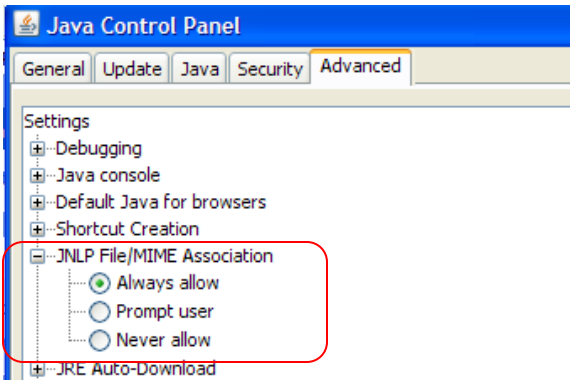 Java Control Panel
General Update Java Security Advanced
Settings
Debugging
Java console
Default Java for browsers
Shortcut Creation
JNLP File/MIME Association
Always allow
Prompt user
Never allow
JRE Auto-Download